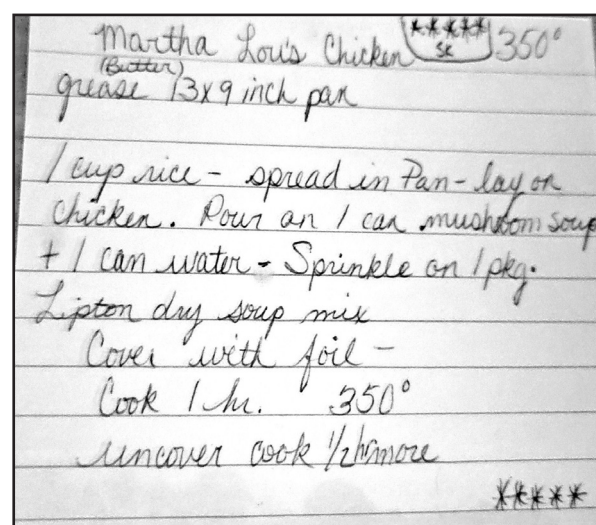 Martha Lou's Chicken ***** SK 350°
(Butter)
grease 13x9 inch pan
1 cup rice - spread in Pan - lay on
chicken. Pour on 1 can mushroom soup
+ 1 can water - Sprinkle on 1 pkg.
Lipton dry soup mix
Cover with foil -
Cook 1 hr. 350°
uncover cook 1/2 hr more
*****